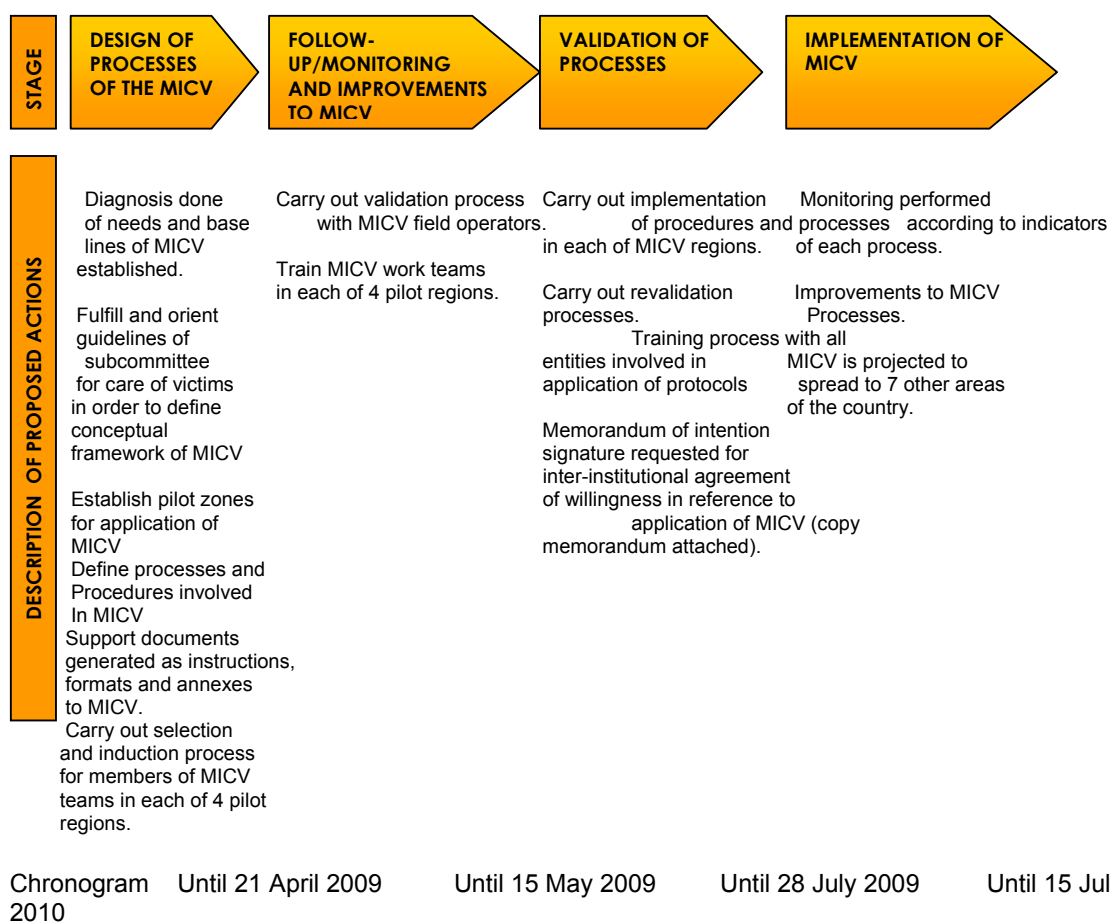 STAGE
DESIGN OF
PROCESSES
OF THE MICV
FOLLOW-
UP/MONITORING
AND IMPROVEMENTS
TO MICV
VALIDATION OF
PROCESSES
IMPLEMENTATION OF
MICV
DESCRIPTION OF PROPOSED ACTIONS
Diagnosis done
of needs and base
lines of MICV
established.
Fulfill and orient
guidelines of
subcommittee
for care of victims
in order to define
conceptual
framework of MICV
Establish pilot zones
for application of
MICV
Define processes and
Procedures involved
In MICV
Support documents
generated as instructions,
formats and annexes
to MICV.
Carry out selection
and induction process
for members of MICV
teams in each of 4 pilot
regions.
Carry out validation process
with MICV field operators.
Train MICV work teams
in each of 4 pilot regions.
Carry out implementation
of procedures and processes
in each of MICV regions.
Carry out revalidation
processes.
Training process with all
entities involved in
application of protocols
Memorandum of intention
signature requested for
inter-institutional agreement
of willingness in reference to
application of MICV (copy
memorandum attached).
Monitoring performed
according to indicators
of each process.
Improvements to MICV
Processes.
MICV is projected to
spread to 7 other areas
of the country.
Chronogram Until 21 April 2009 Until 15 May 2009 Until 28 July 2009 Until 15 Jul
2010